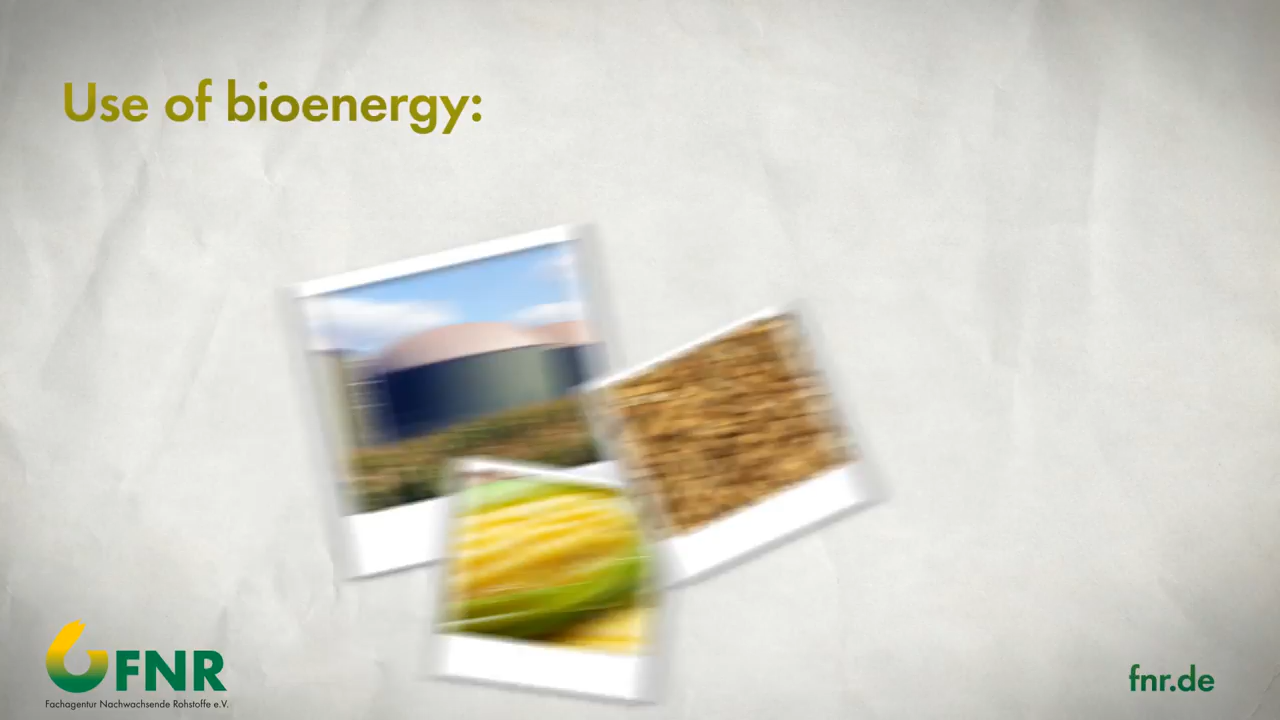 Use of bioenergy:
FNR
Fachagentur Nachwachsende Rohstoffe e.V.
fnr.de